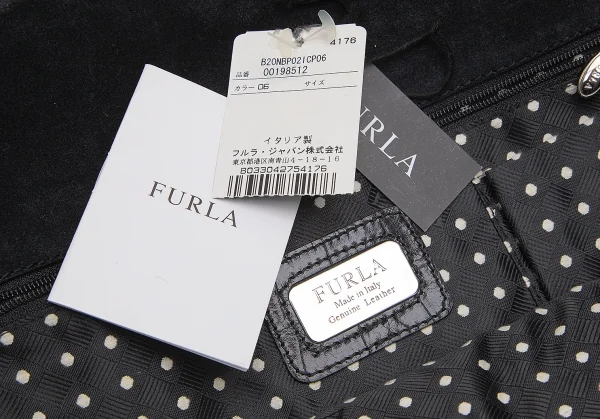 4176
B20NBP02ICP06
品番 00198512
カラー 06 サイズ
イタリア製
フルラ・ジャパン株式会社
東京都港区南青山4-18-16
8033042754176
FURLA
FURLA
FURLA
Made in Italy
Genuine Leather